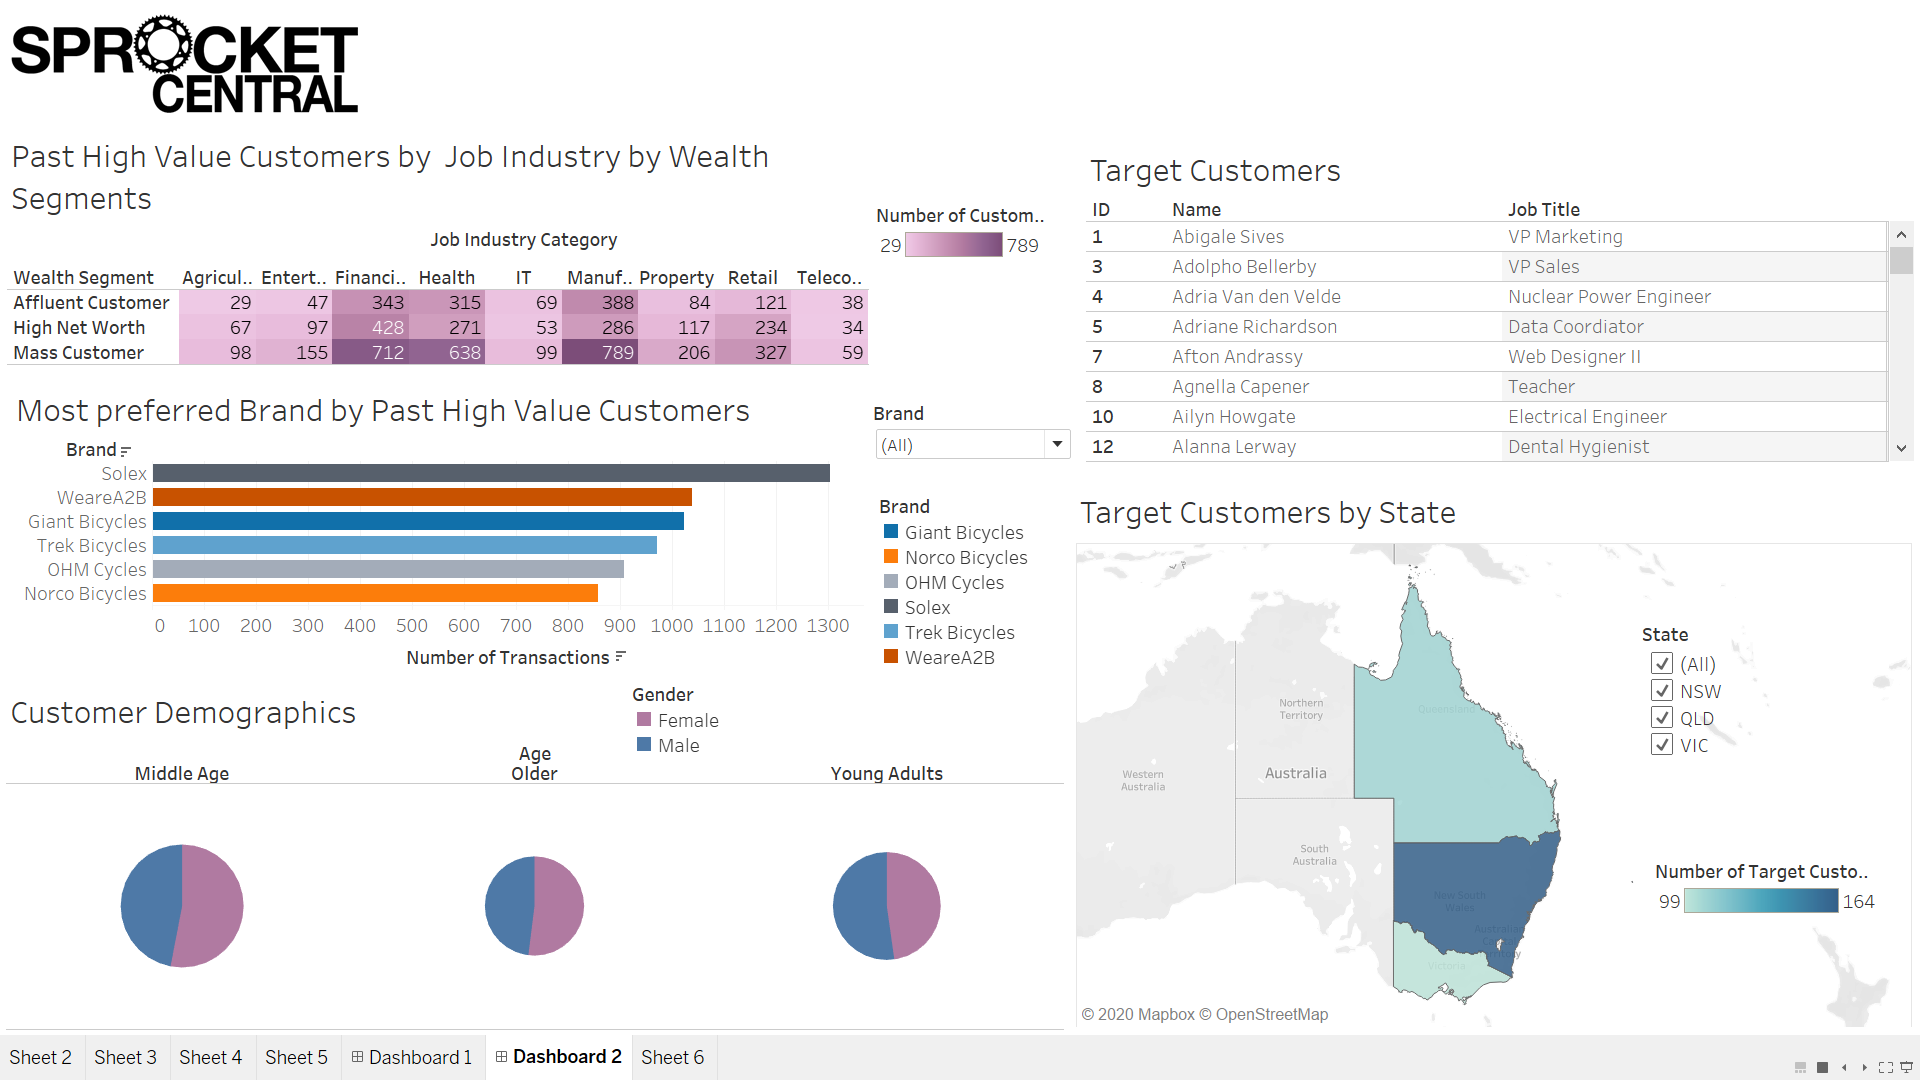 SPROCKET
CENTRAL
Past High Value Customers by  Job Industry by Wealth
Segments
Job Industry Category
Wealth Segment Agricul.. Entert.. Financi.. Health IT Manuf.. Property Retail Teleco..
Affluent Customer 29 47 343 315 69 388 84 121 38
High Net Worth 67 97 428 271 53 286 117 234 34
Mass Customer 98 155 712 638 99 789 206 327 59
Number of Custom..
29 789
Most preferred Brand by Past High Value Customers
Brand
Solex
WeareA2B
Giant Bicycles
Trek Bicycles
OHM Cycles
Norco Bicycles
0 100 200 300 400 500 600 700 800 900 1000 1100 1200 1300
Number of Transactions
Brand
(All)
Brand
Giant Bicycles
Norco Bicycles
OHM Cycles
Solex
Trek Bicycles
WeareA2B
Customer Demographics
Gender
Female
Male
Age
Middle Age Older Young Adults
Target Customers
ID Name Job Title
1 Abigale Sives VP Marketing
3 Adolpho Bellerby VP Sales
4 Adria Van den Velde Nuclear Power Engineer
5 Adriane Richardson Data Coordiator
7 Afton Andrassy Web Designer II
8 Agnella Capener Teacher
10 Ailyn Howgate Electrical Engineer
12 Alanna Lerway Dental Hygienist
Target Customers by State
Northern
Territory
Queensland
Western
Australia
Australia
South
Australia
New South
Wales
Australian
Capital
Territory
Victoria
State
(All)
NSW
QLD
VIC
Number of Target Custo..
99 164
© 2020 Mapbox © OpenStreetMap
Sheet 2 Sheet 3 Sheet 4 Sheet 5 Dashboard 1 Dashboard 2 Sheet 6